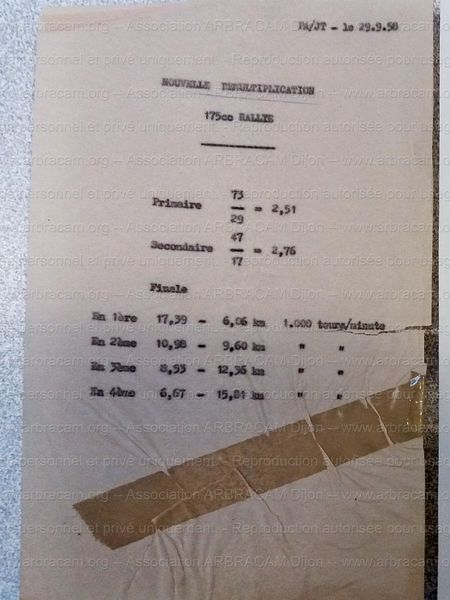 PA/JT - le 29.9.58
NOUVELLE DEMULTIPLICATION
175cc RALLYE
Primaire 73/29 = 2,51
Secondaire 47/17 = 2,76
Finale
En 1ère 17,39 - 6,06 km 1.000 tours/minute
En 2ème 10,98 - 9,60 km " "
En 3ème 8,53 - 12,36 km " "
En 4ème 6,67 - 15,81 km " "
www.arbracam.org – Association ARBRACAM Dijon – Reproduction autorisée pour usage personnel et privé uniquement